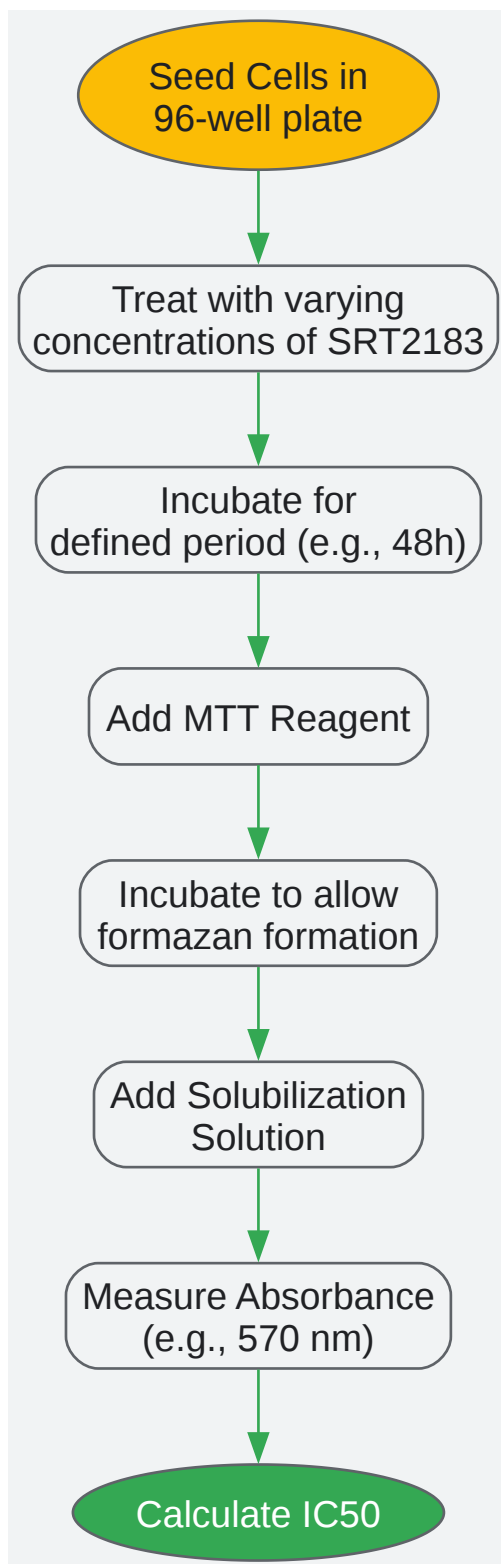 Seed Cells in
96-well plate
Treat with varying
concentrations of SRT2183
Incubate for
defined period (e.g., 48h)
Add MTT Reagent
Incubate to allow
formazan formation
Add Solubilization
Solution
Measure Absorbance
(e.g., 570 nm)
Calculate IC50